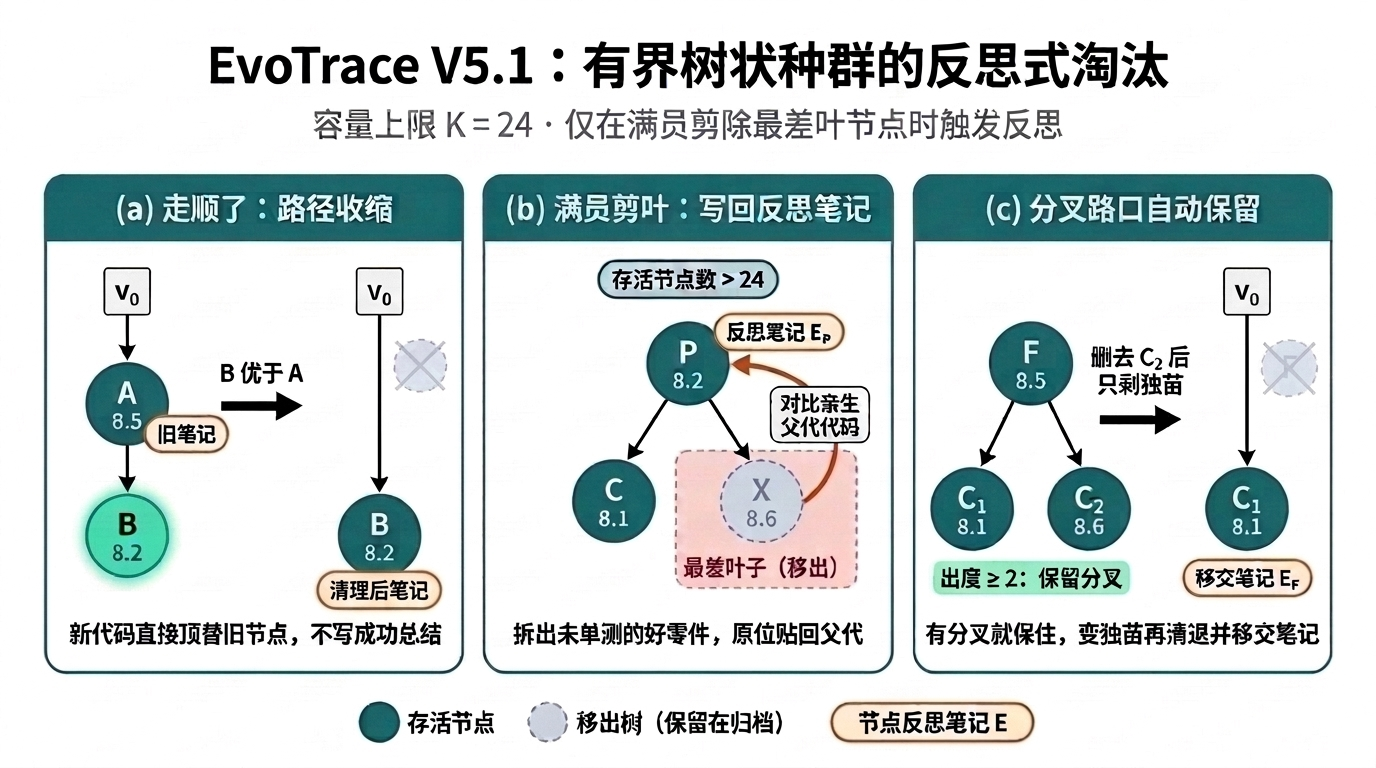 EvoTrace V5.1：有界树状种群的反思式淘汰
容量上限 K = 24 · 仅在满员剪除最差叶节点时触发反思
(a) 走顺了：路径收缩
v₀
A
8.5
旧笔记
B
8.2
B 优于 A
v₀
B
8.2
清理后笔记
新代码直接顶替旧节点，不写成功总结
(b) 满员剪叶：写回反思笔记
存活节点数 > 24
P
8.2
反思笔记 Eₚ
对比亲生
父代代码
C
8.1
X
8.6
最差叶子（移出）
拆出未单测的好零件，原位贴回父代
(c) 分叉路口自动保留
F
8.5
C₁
8.1
C₂
8.6
出度 ≥ 2：保留分叉
删去 C₂ 后
只剩独苗
v₀
F
C₁
8.1
移交笔记 E_F
有分叉就保住，变独苗再清退并移交笔记
存活节点
移出树（保留在归档）
节点反思笔记 E